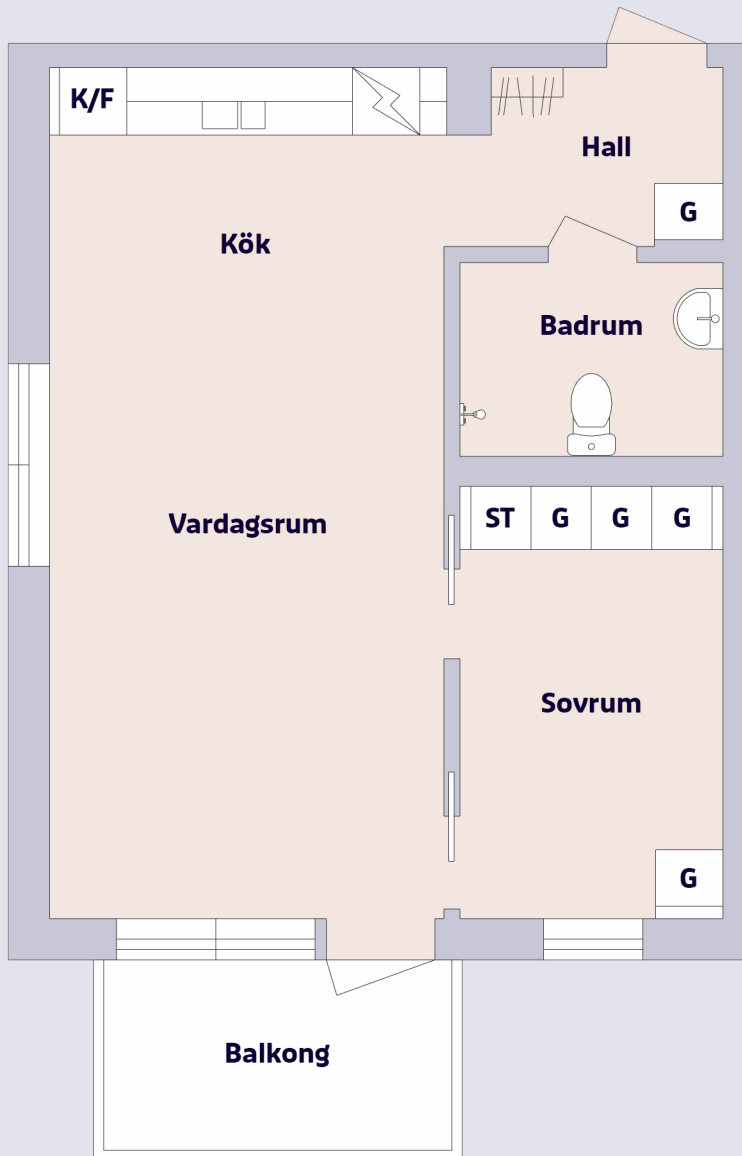 K/F
Hall
G
Kök
Badrum
Vardagsrum
ST G G G
Sovrum
G
Balkong